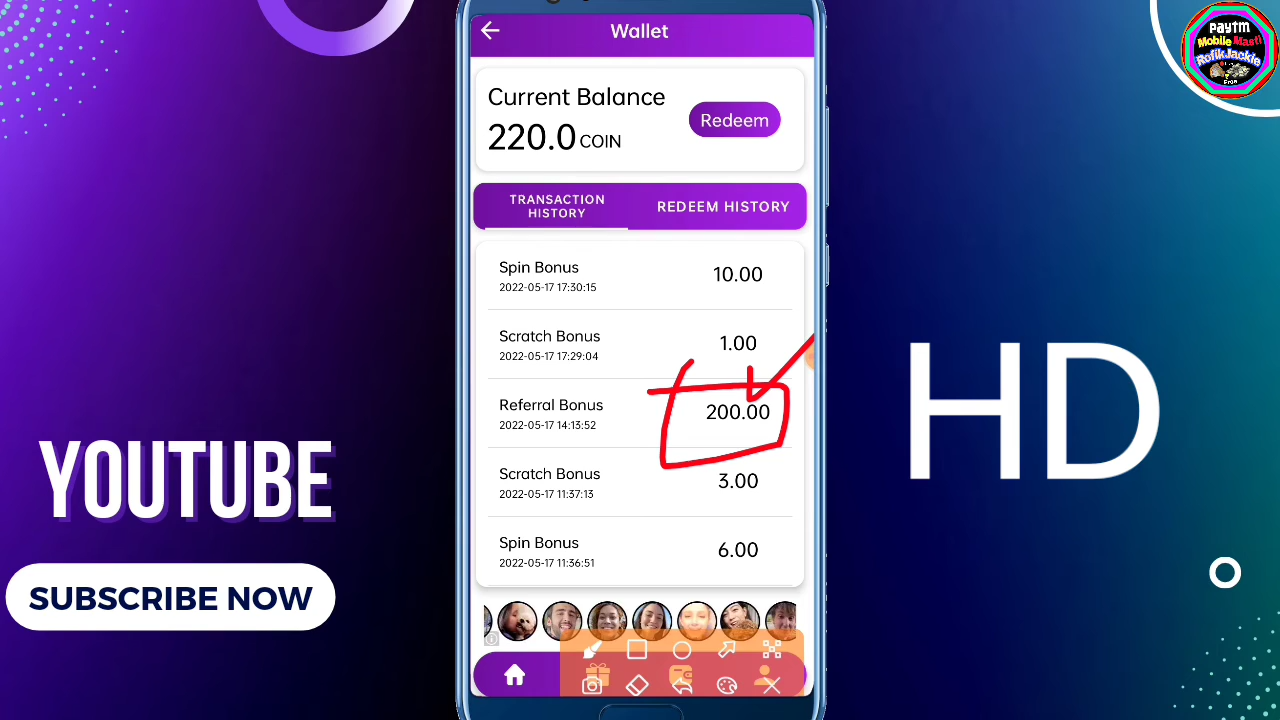 Wallet
Paytm
Mobile Masti
RofikJackie
Current Balance
220.0 COIN
Redeem
TRANSACTION
HISTORY
REDEEM HISTORY
Spin Bonus
2022-05-17 17:30:15
10.00
Scratch Bonus
2022-05-17 17:29:04
1.00
Referral Bonus
2022-05-17 14:13:52
200.00
Scratch Bonus
2022-05-17 11:37:13
3.00
Spin Bonus
2022-05-17 11:36:51
6.00
YOUTUBE
SUBSCRIBE NOW
HD